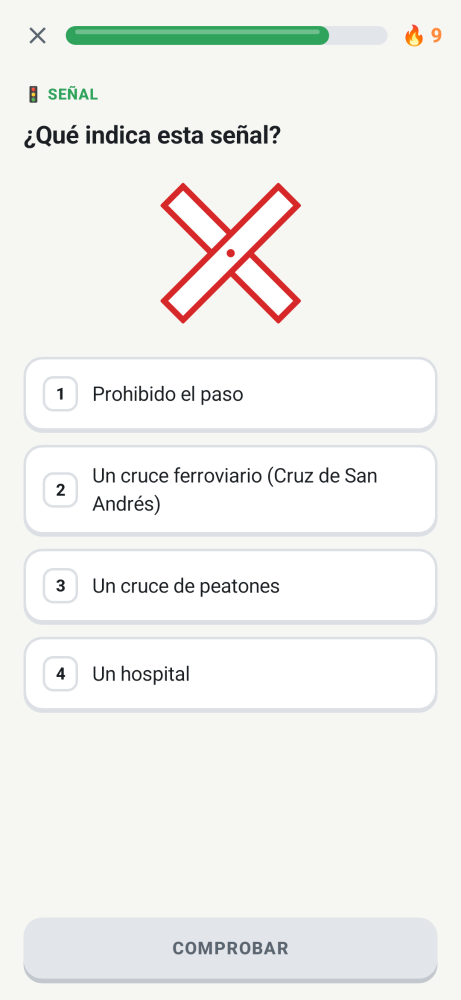 9
SEÑAL
¿Qué indica esta señal?
1 Prohibido el paso
2 Un cruce ferroviario (Cruz de San
Andrés)
3 Un cruce de peatones
4 Un hospital
COMPROBAR